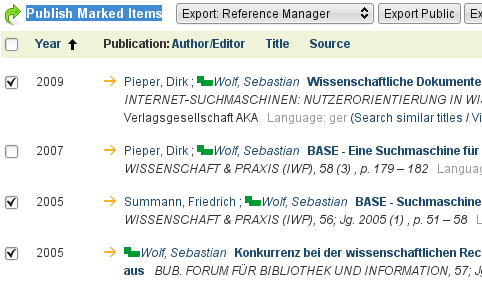 Publish Marked Items Export: Reference Manager Export Public
Year Publication: Author/Editor Title Source
2009 Pieper, Dirk ; Wolf, Sebastian Wissenschaftliche Dokumente
INTERNET-SUCHMASCHINEN: NUTZERORIENTIERUNG IN
Verlagsgesellschaft AKA Language: ger (Search similar titles /
2007 Pieper, Dirk ; Wolf, Sebastian BASE - Eine Suchmaschine für
WISSENSCHAFT & PRAXIS (IWP), 58 (3) , p. 179 – 182 Langua
2005 Summann, Friedrich ; Wolf, Sebastian BASE - Suchmaschine
WISSENSCHAFT & PRAXIS (IWP), 56; Jg. 2005 (1) , p. 51 – 58
2005 Wolf, Sebastian Konkurrenz bei der wissenschaftlichen Rec
aus BUB. FORUM FÜR BIBLIOTHEK UND INFORMATION, 57;